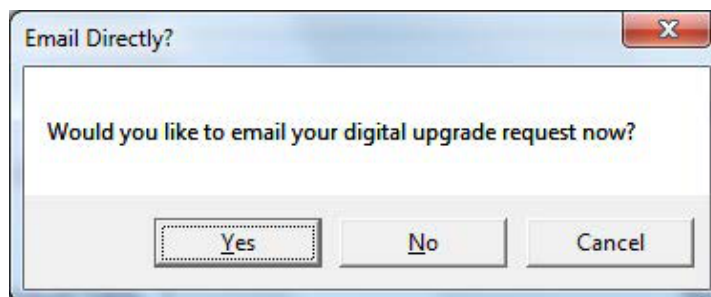 Email Directly?
Would you like to email your digital upgrade request now?
Yes No Cancel